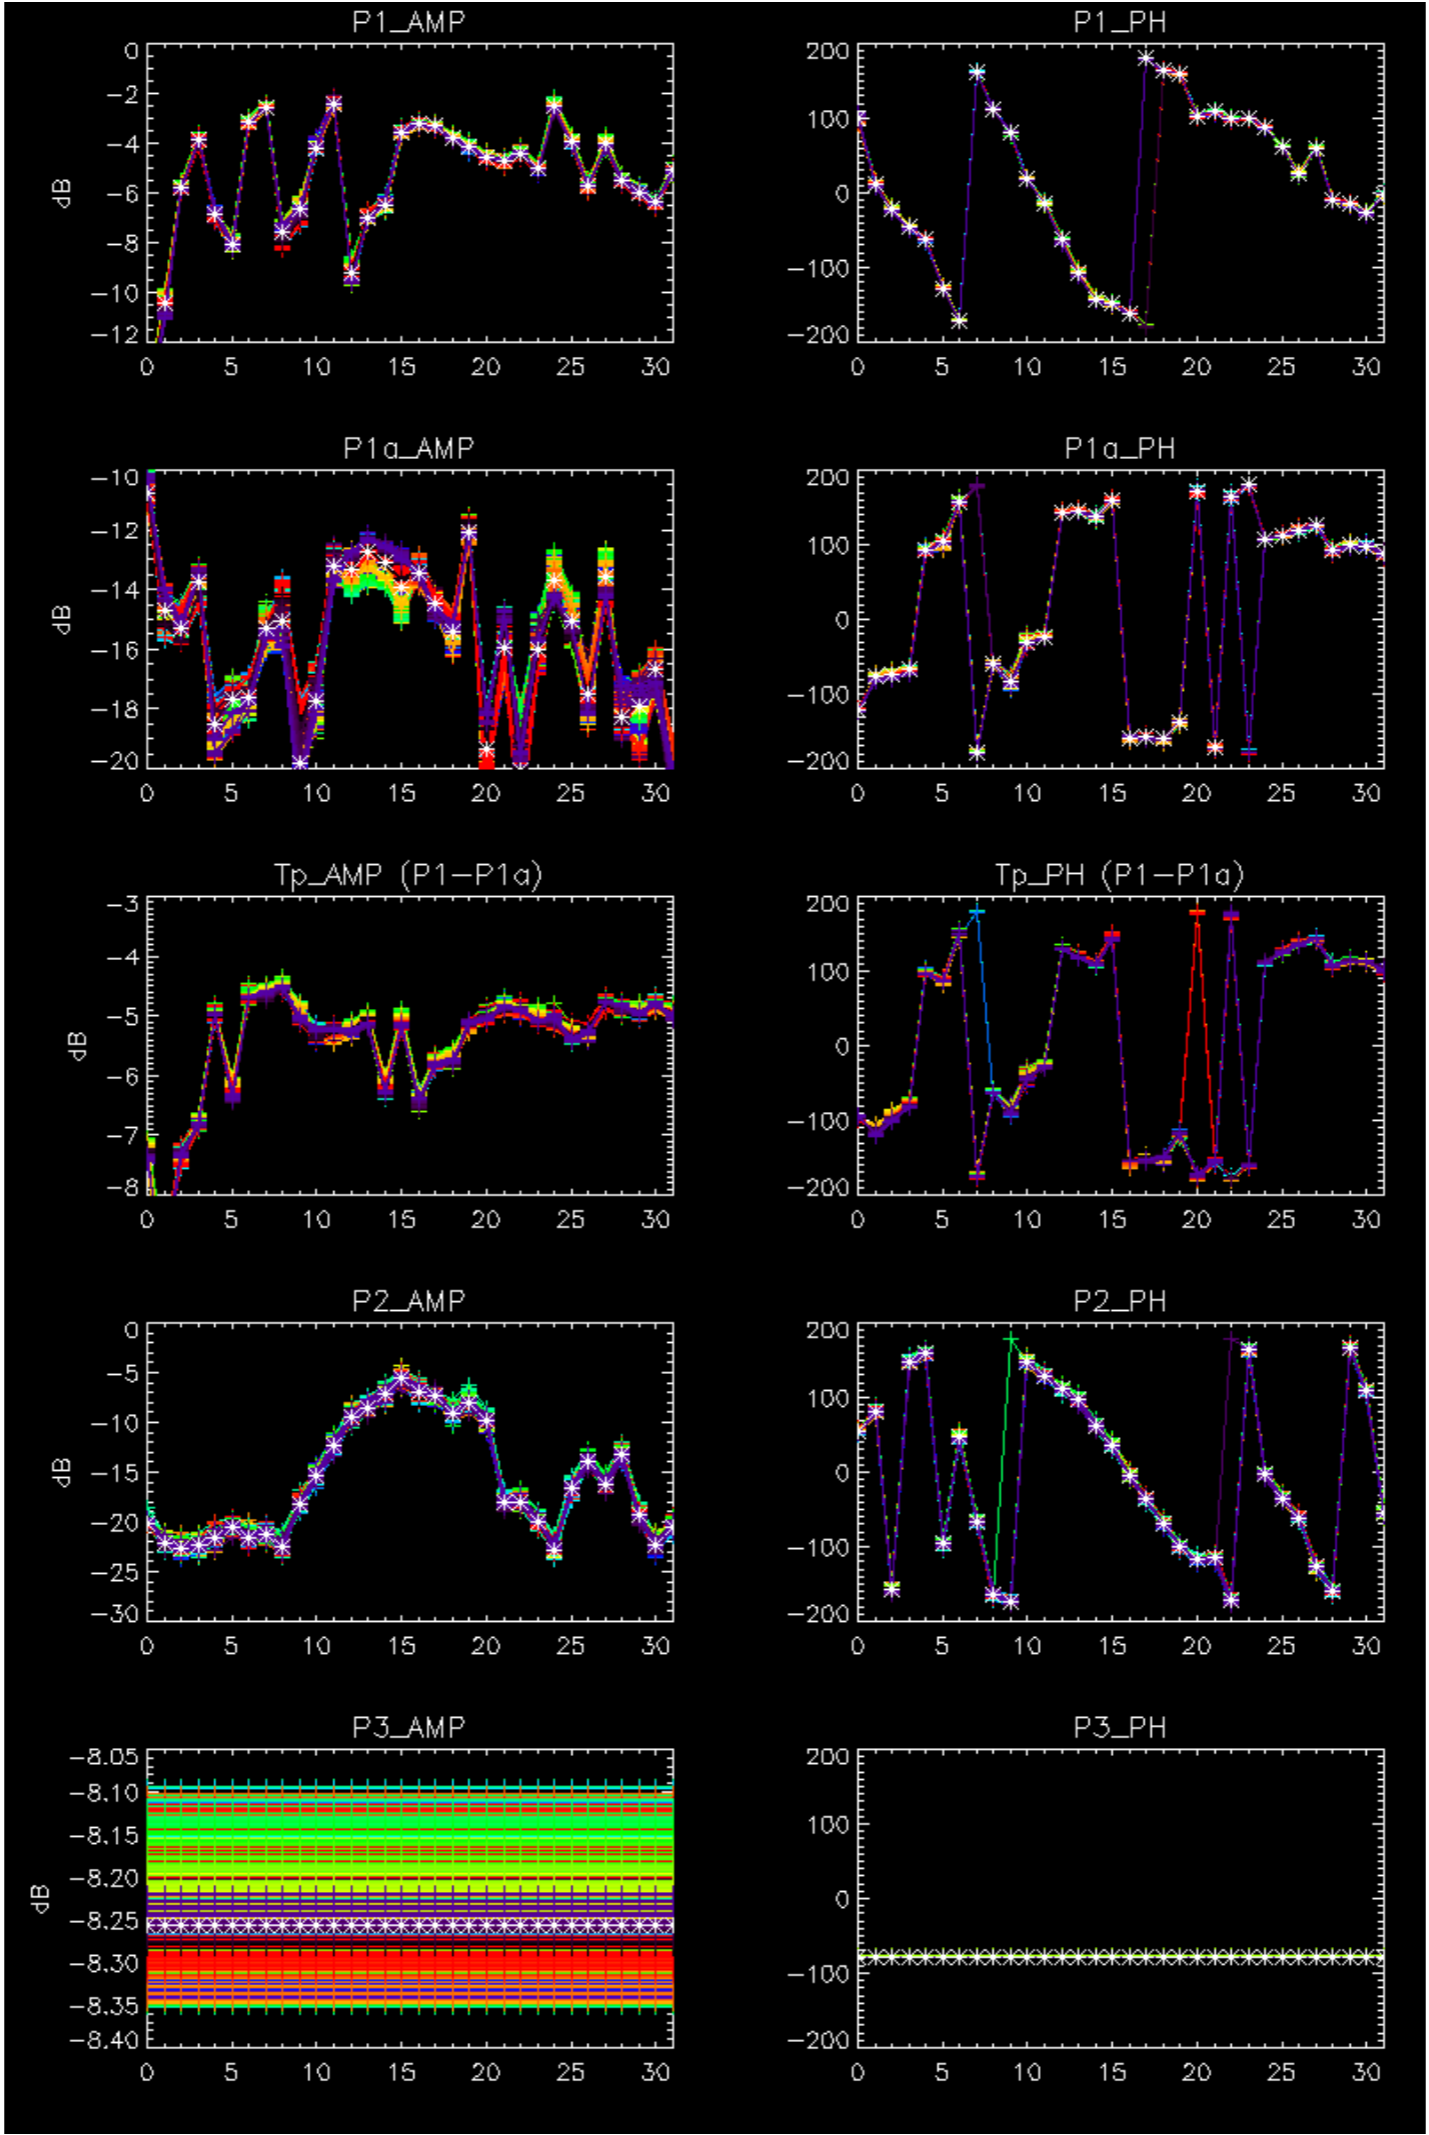 P1_AMP P1_PH
0 200
-2 100
-4 0
-6 -100
-8 -200
-10
-12
dB
0 5 10 15 20 25 30 0 5 10 15 20 25 30
P1a_AMP P1a_PH
-10 200
-12 100
-14 0
-16 -100
-18 -200
-20
dB
0 5 10 15 20 25 30 0 5 10 15 20 25 30
Tp_AMP (P1-P1a) Tp_PH (P1-P1a)
-3 200
-4 100
-5 0
-6 -100
-7 -200
-8
dB
0 5 10 15 20 25 30 0 5 10 15 20 25 30
P2_AMP P2_PH
0 200
-5 100
-10 0
-15 -100
-20 -200
-25
-30
dB
0 5 10 15 20 25 30 0 5 10 15 20 25 30
P3_AMP P3_PH
-8.05 200
-8.10 100
-8.15 0
-8.20 -100
-8.25 -200
-8.30
-8.35
-8.40
dB
0 5 10 15 20 25 30 0 5 10 15 20 25 30